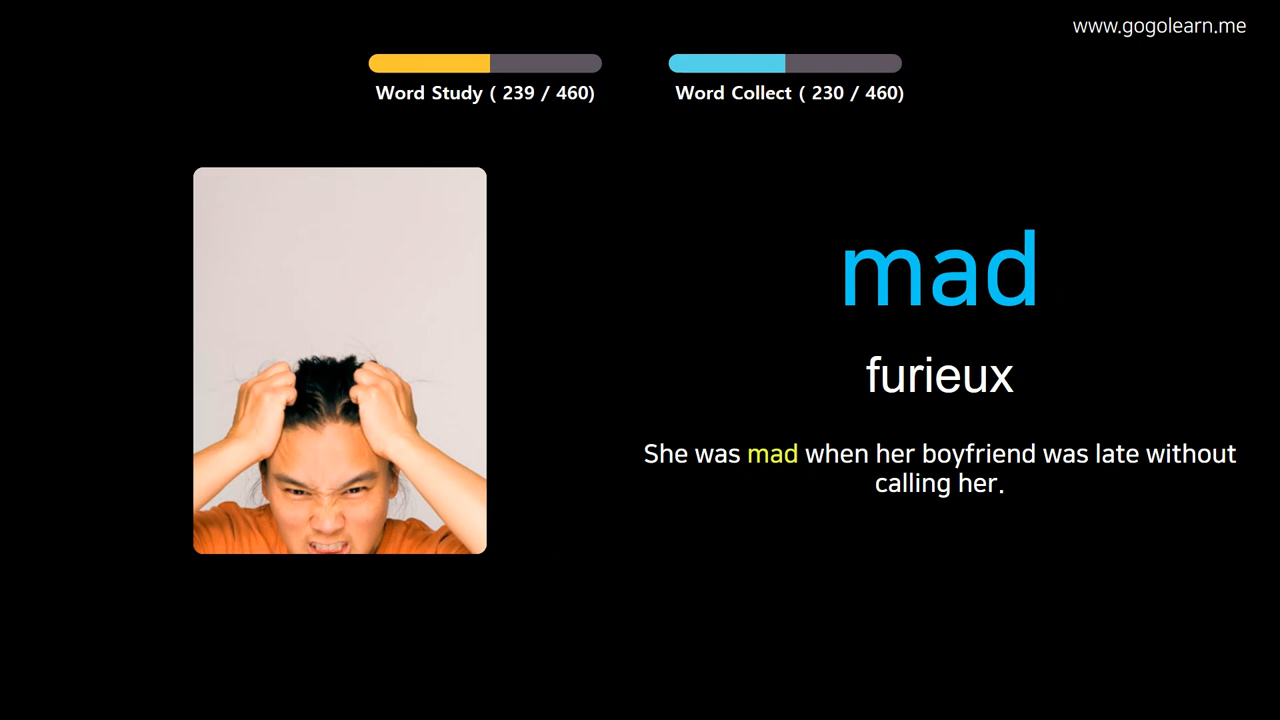 www.gogolearn.me
Word Study ( 239 / 460)
Word Collect ( 230 / 460)
mad
furieux
She was mad when her boyfriend was late without
calling her.